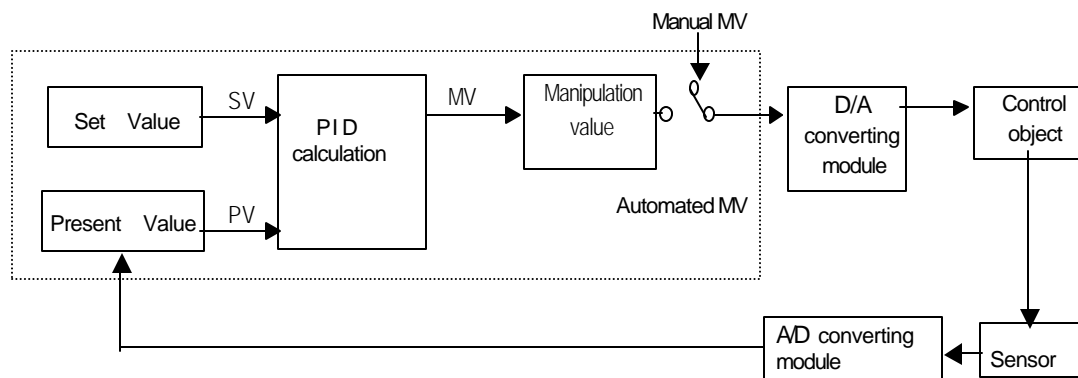 Manual MV
Set Value
SV
PID
calculation
MV
Manipulation
value
D/A
converting
module
Control
object
Present Value
PV
Automated MV
A/D converting
module
Sensor